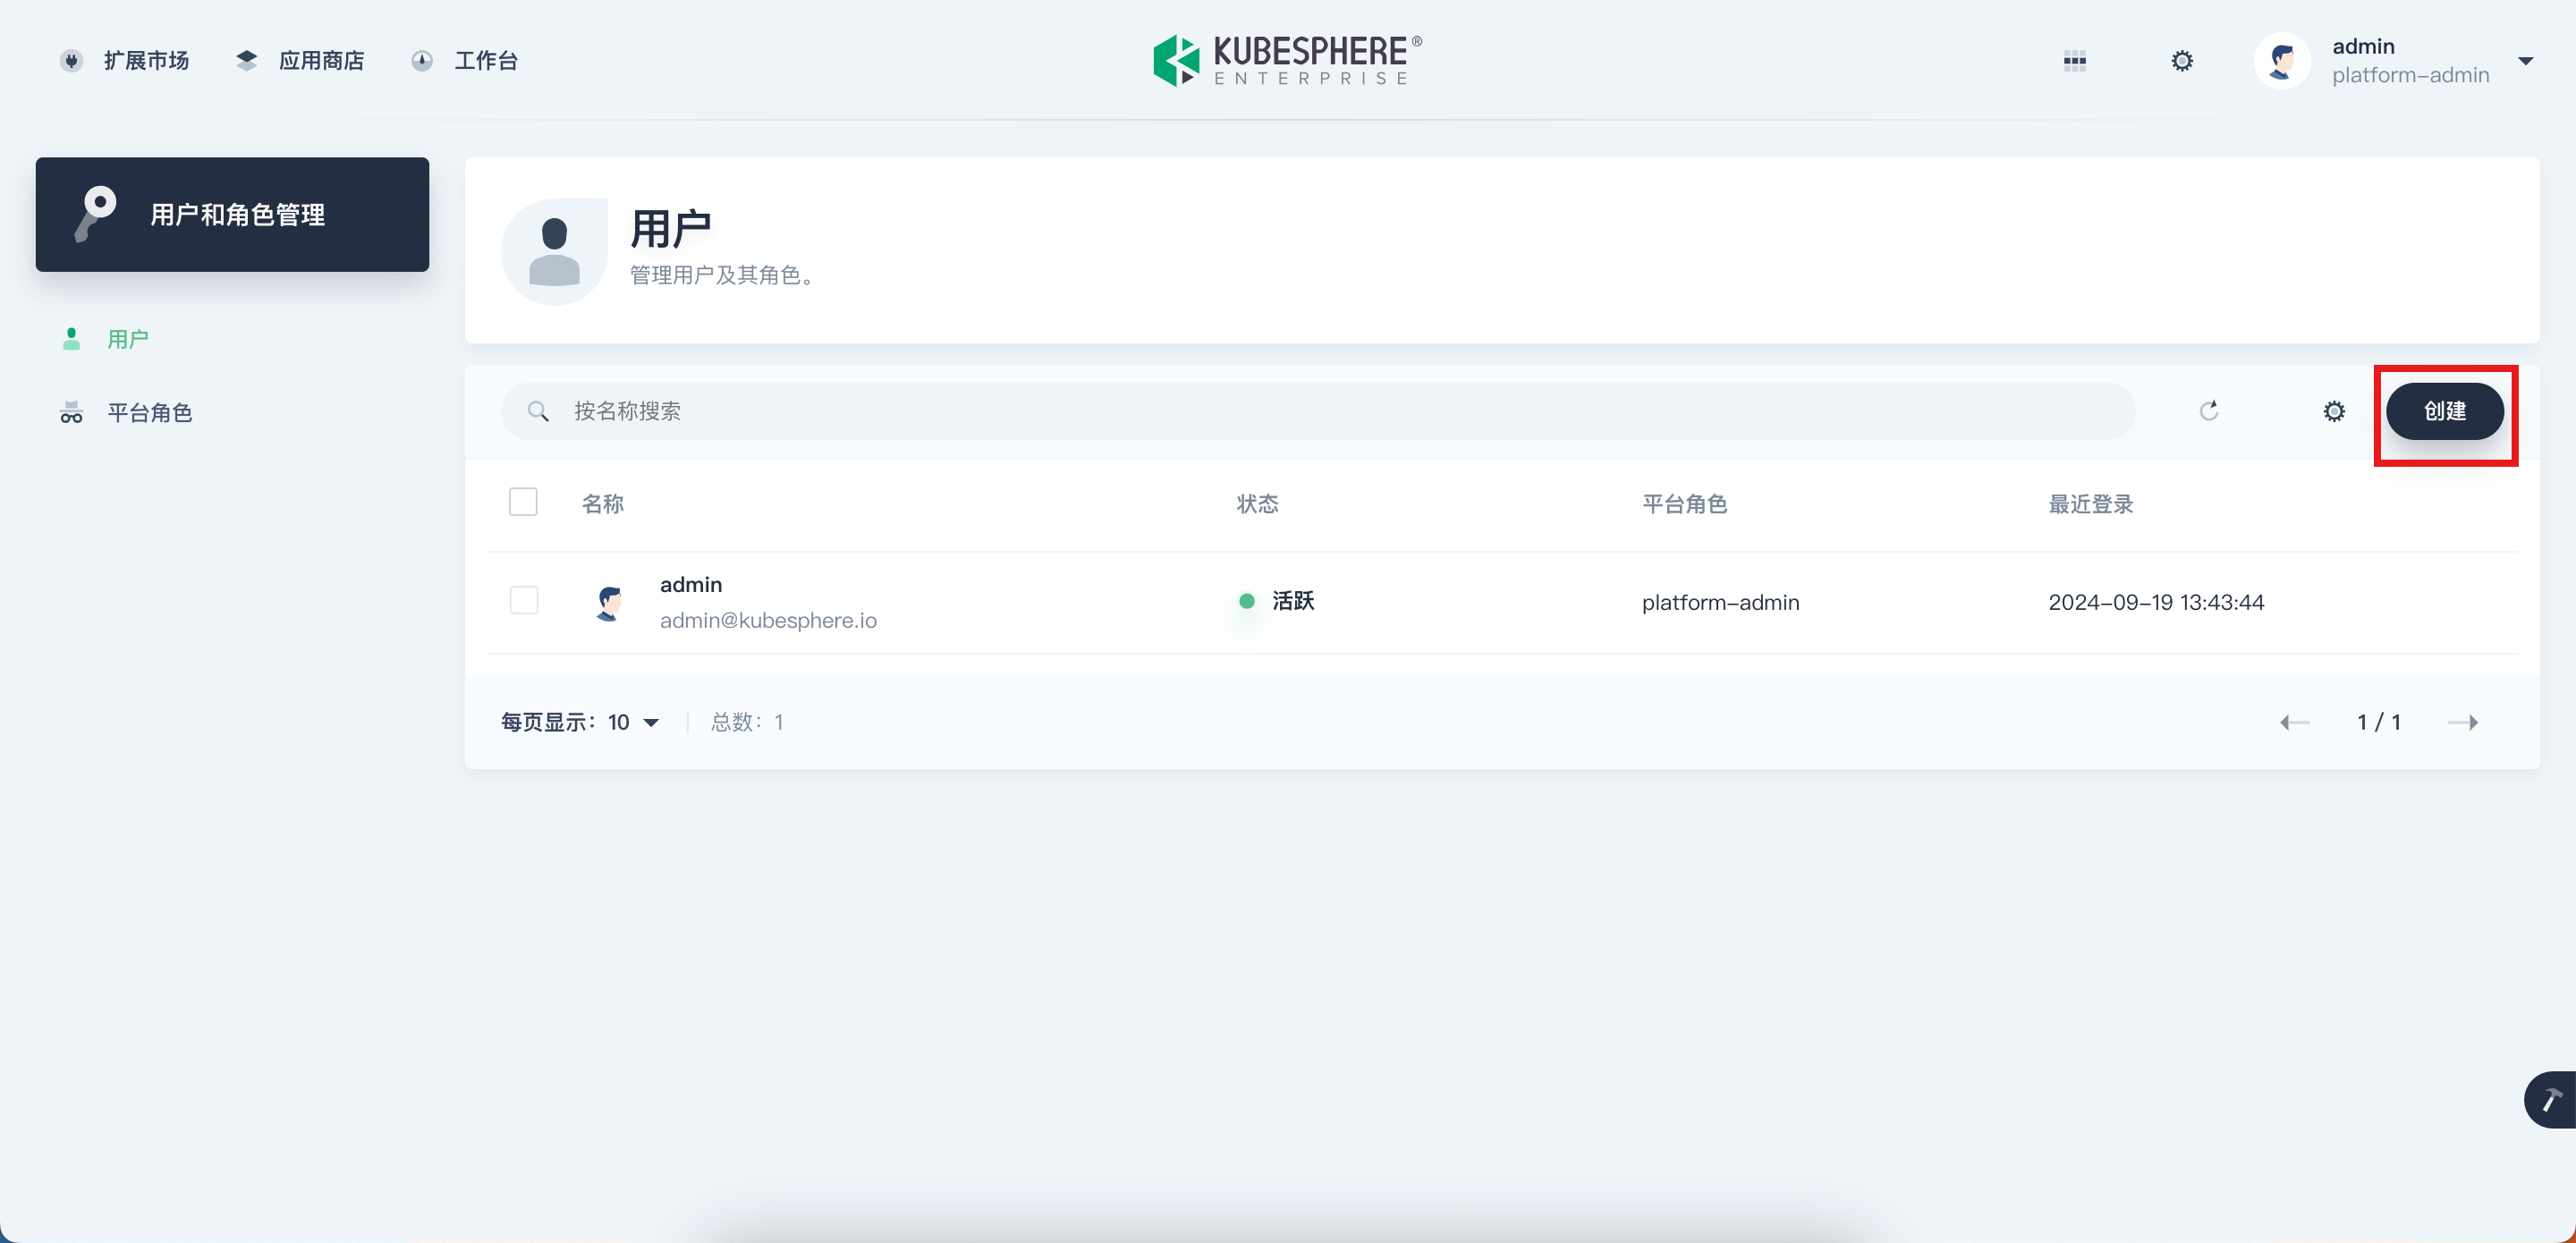 扩展市场
应用商店
工作台
KUBESPHERE®
ENTERPRISE
admin
platform-admin
用户和角色管理
用户
平台角色
用户
管理用户及其角色。
按名称搜索
创建
名称
状态
平台角色
最近登录
admin
admin@kubesphere.io
活跃
platform-admin
2024-09-19 13:43:44
每页显示：10
总数：1
1 / 1